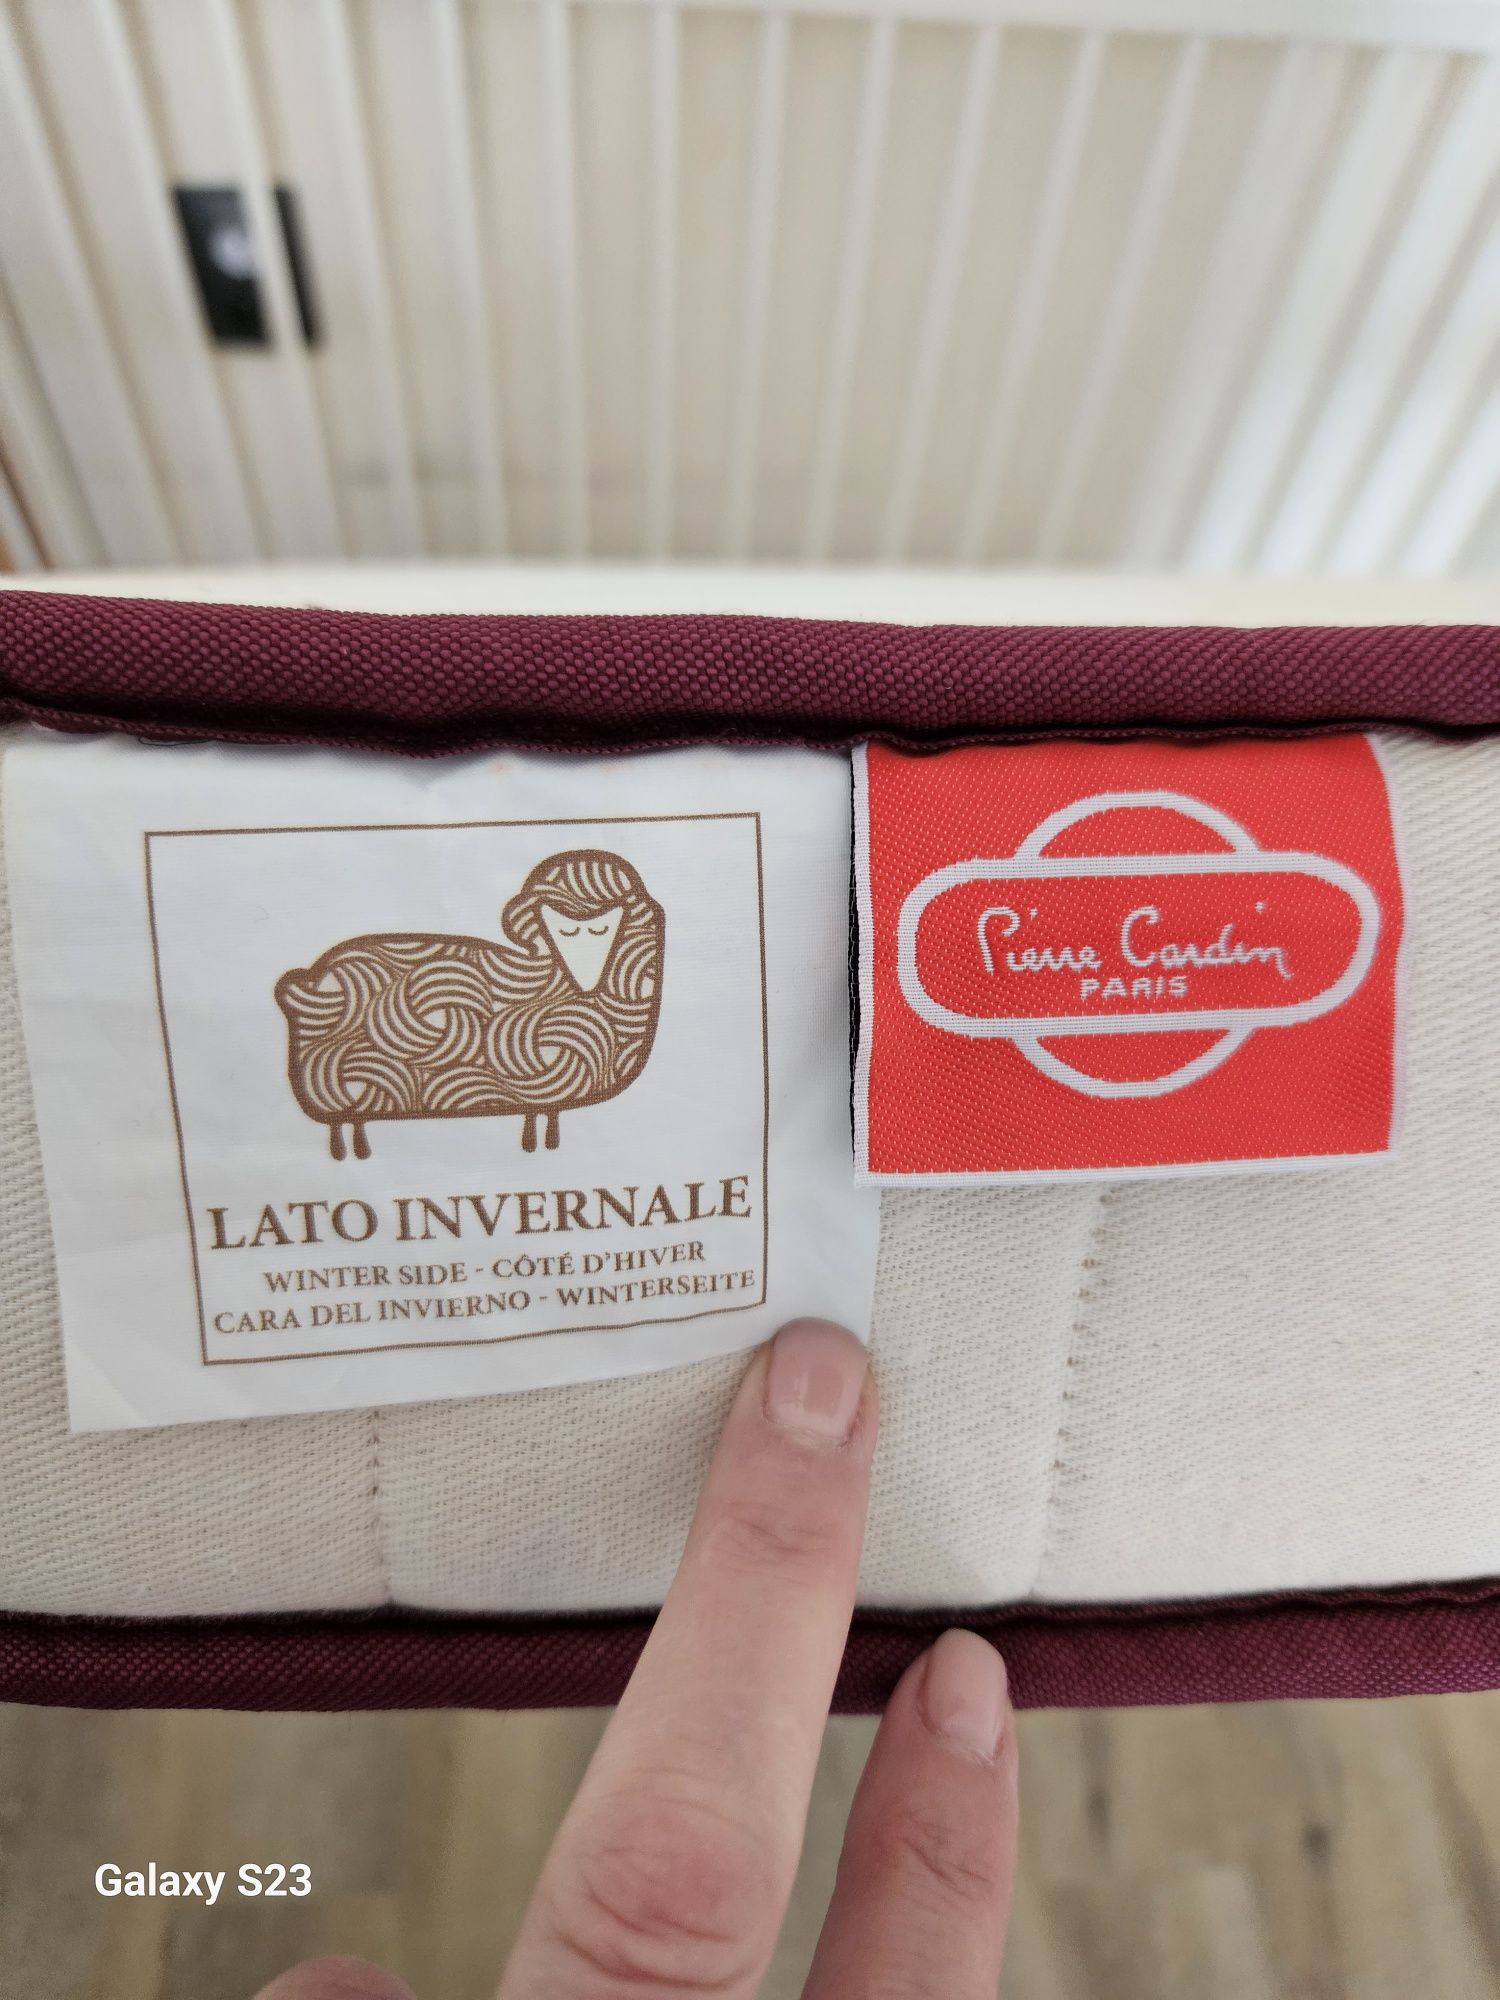 LATO INVERNALE
WINTER SIDE - CÔTÉ D'HIVER
CARA DEL INVIERNO - WINTERSEITE
Pierre Cardin
PARIS
Galaxy S23